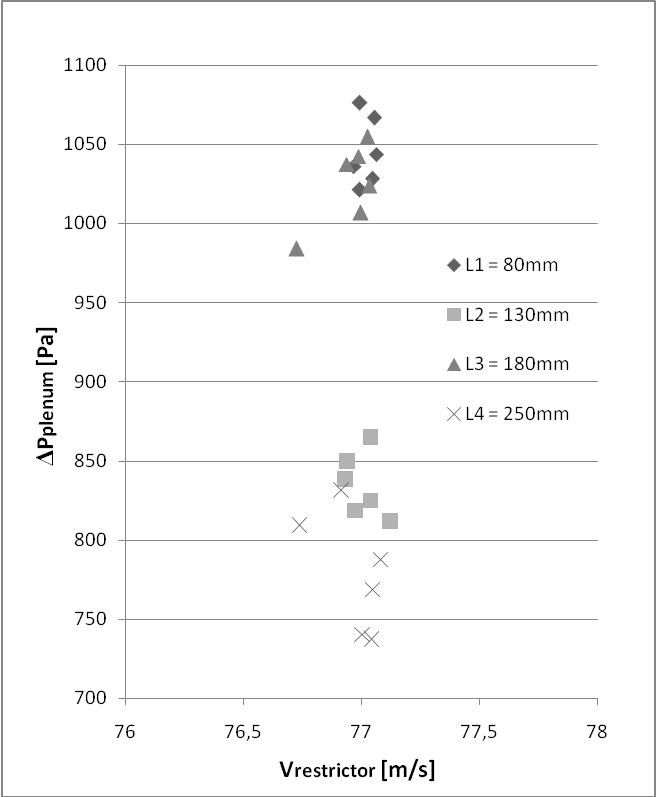 1100
1050
1000
950
900
850
800
750
700
ΔPplenum [Pa]
L1 = 80mm
L2 = 130mm
L3 = 180mm
L4 = 250mm
76
76,5
77
77,5
78
Vrestrictor [m/s]